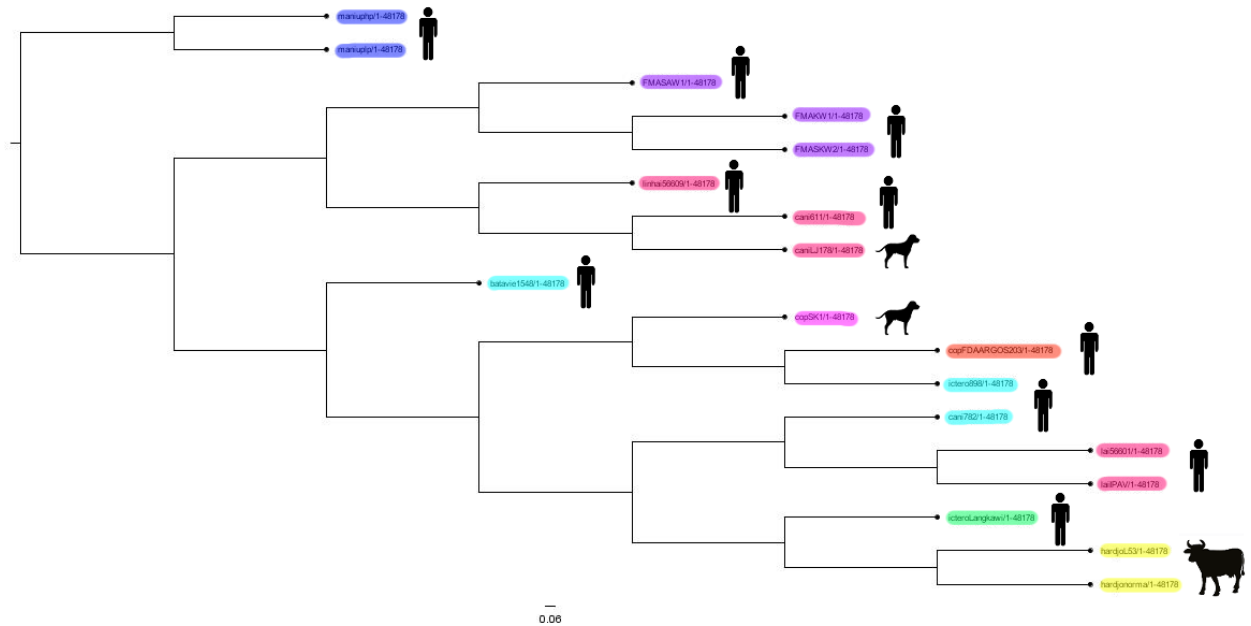 maniuphp/1-48178
maniuplp/1-48178
FMASAW1/1-48178
FMAKW1/1-48178
FMASKW2/1-48178
linhai56609/1-48178
cani611/1-48178
caniLJ178/1-48178
batavie1548/1-48178
copSK1/1-48178
copFDAARGOS203/1-48178
ictero898/1-48178
cani782/1-48178
lai56601/1-48178
laiIPAV/1-48178
icteroLangkawi/1-48178
hardjoL53/1-48178
hardjonorma/1-48178
0.06